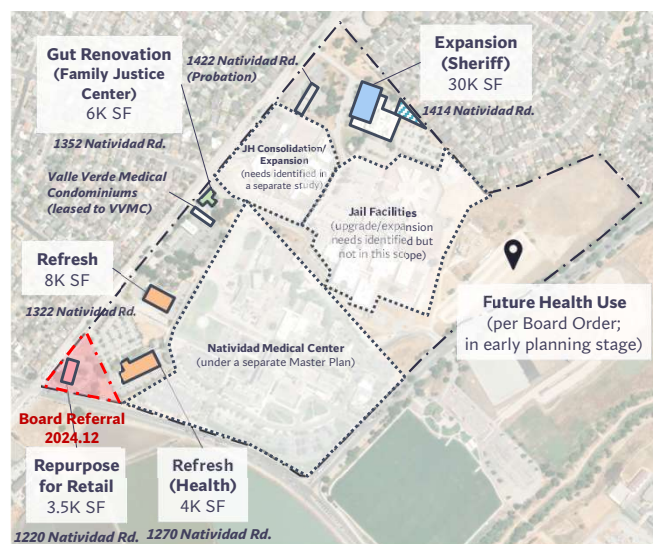 Gut Renovation
(Family Justice
Center)
6K SF
1352 Natividad Rd.
1422 Natividad Rd.
(Probation)
Expansion
(Sheriff)
30K SF
1414 Natividad Rd.
JH Consolidation/
Expansion
(needs identified in
a separate study)
Valle Verde Medical
Condominiums
(leased to VVMC)
Jail Facilities
(upgrade/expansion
needs identified but
not in this scope)
Refresh
8K SF
1322 Natividad Rd.
Future Health Use
(per Board Order;
in early planning stage)
Natividad Medical Center
(under a separate Master Plan)
Board Referral
2024.12
Repurpose
for Retail
3.5K SF
1220 Natividad Rd.
Refresh
(Health)
4K SF
1270 Natividad Rd.